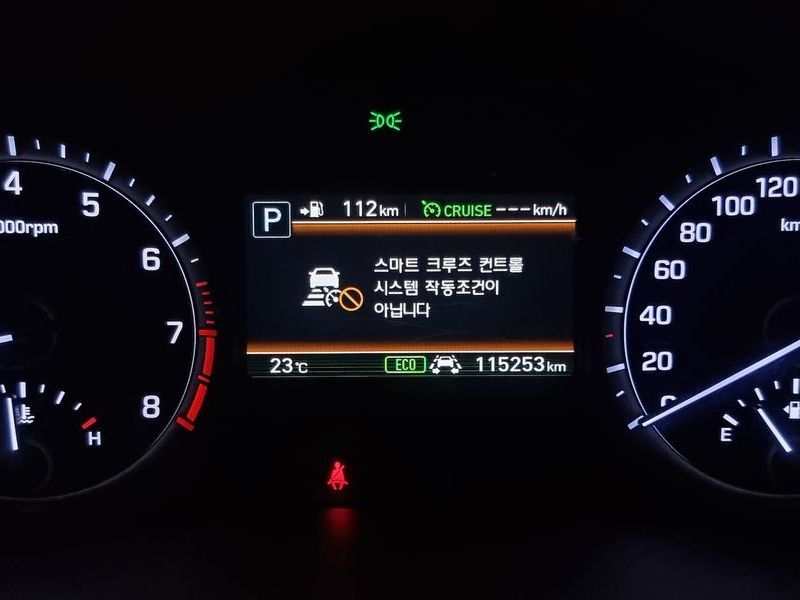 4
5
6
7
8
000rpm
H
P
112km
CRUISE ---km/h
스마트 크루즈 컨트롤
시스템 작동조건이
아닙니다
23℃
ECO
115253km
120
100
80
60
40
20
0
km
E